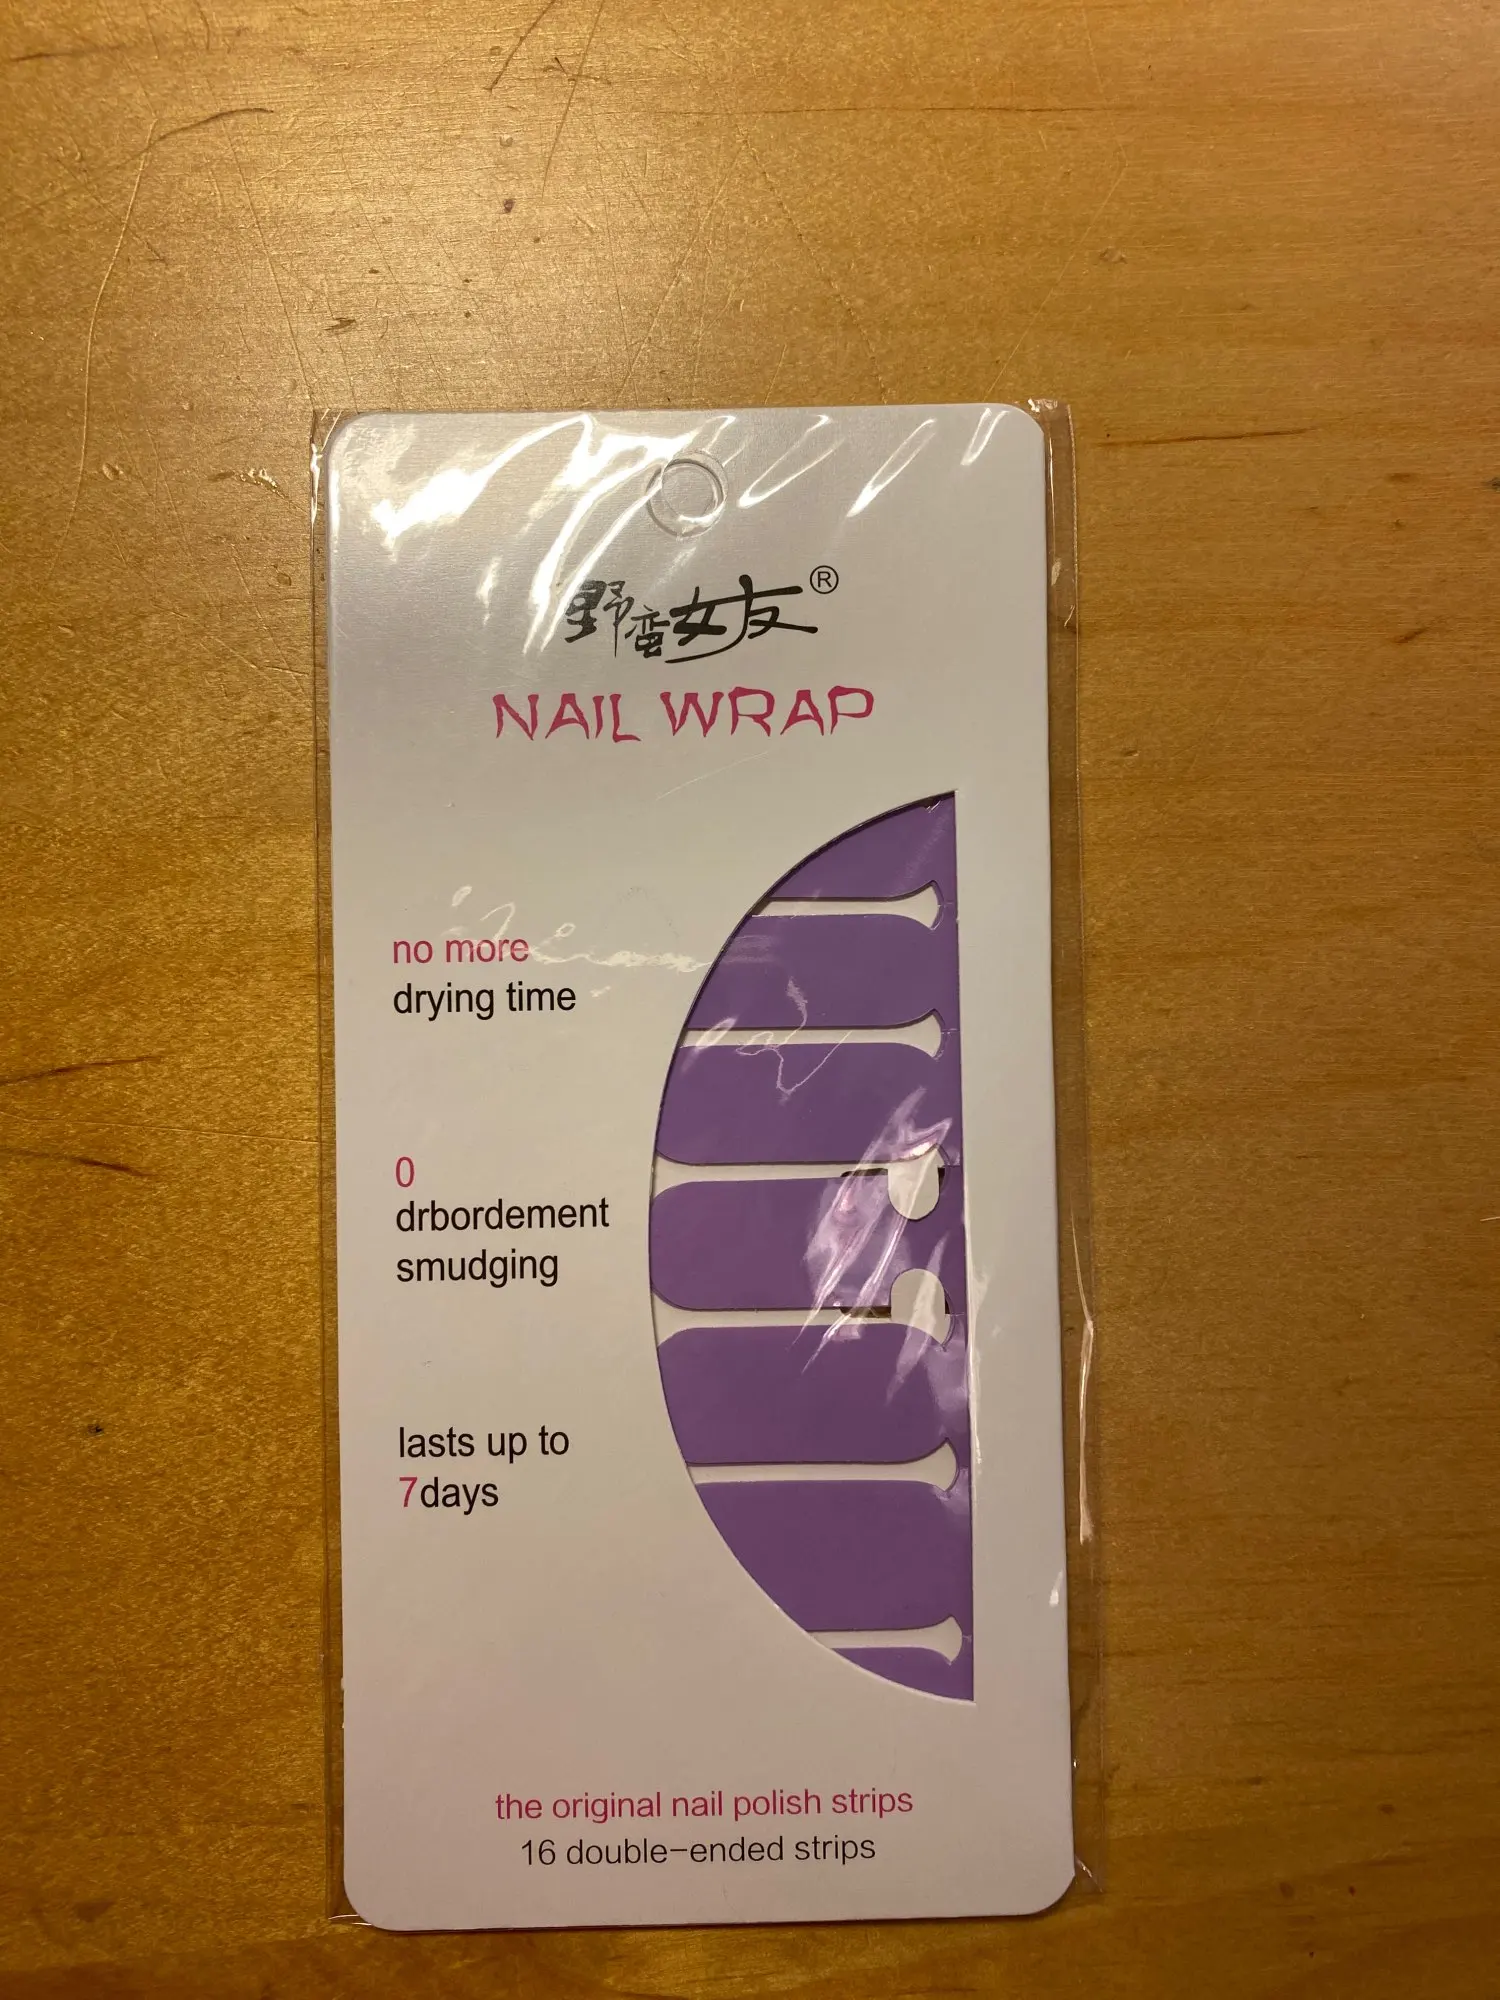 野蛮女友®
NAIL WRAP
no more
drying time
0
drbordement
smudging
lasts up to
7days
the original nail polish strips
16 double-ended strips